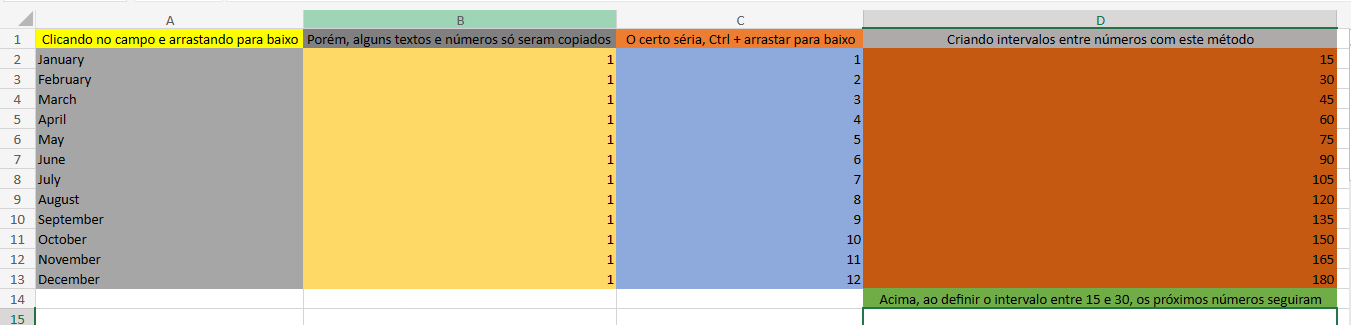 A B C D
1 Clicando no campo e arrastando para baixo Porém, alguns textos e números só seram copiados O certo séria, Ctrl + arrastar para baixo Criando intervalos entre números com este método
2 January 1 1 15
3 February 1 2 30
4 March 1 3 45
5 April 1 4 60
6 May 1 5 75
7 June 1 6 90
8 July 1 7 105
9 August 1 8 120
10 September 1 9 135
11 October 1 10 150
12 November 1 11 165
13 December 1 12 180
14 Acima, ao definir o intervalo entre 15 e 30, os próximos números seguiram
15